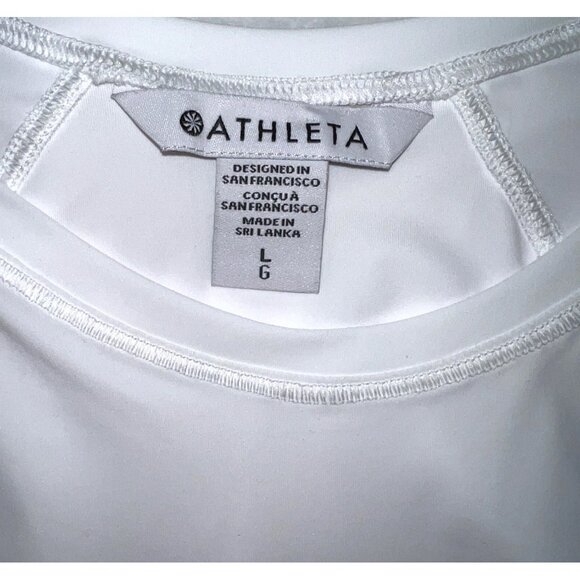 ATHLETA
DESIGNED IN
SAN FRANCISCO
CONÇU À
SAN FRANCISCO
MADE IN
SRI LANKA
L
G